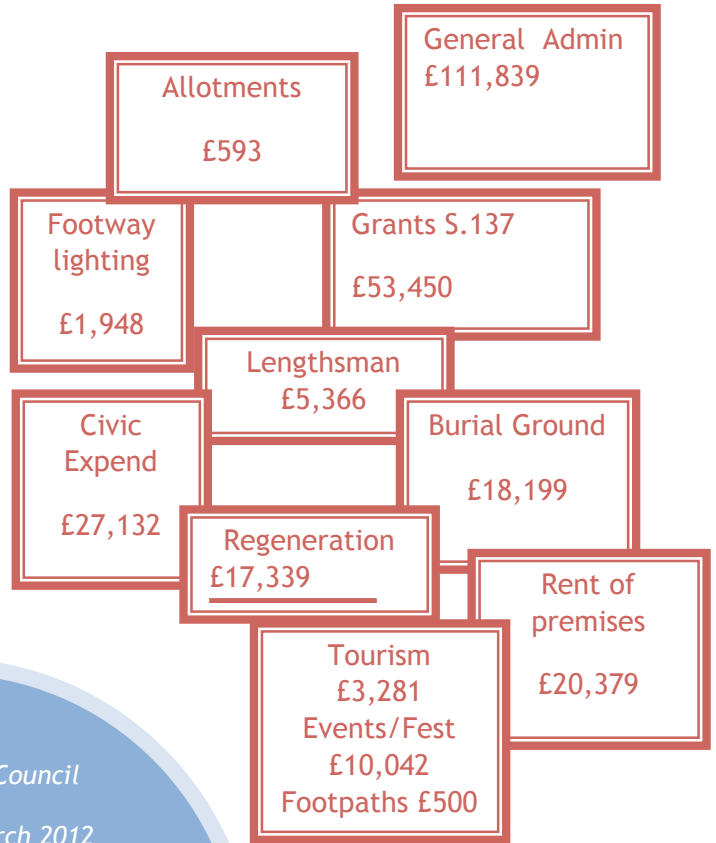 General Admin
£111,839
Allotments
£593
Footway
lighting
£1,948
Grants S.137
£53,450
Lengthsman
£5,366
Civic
Expend
£27,132
Burial Ground
£18,199
Regeneration
£17,339
Rent of
premises
£20,379
Tourism
£3,281
Events/Fest
£10,042
Footpaths £500
Council
2012